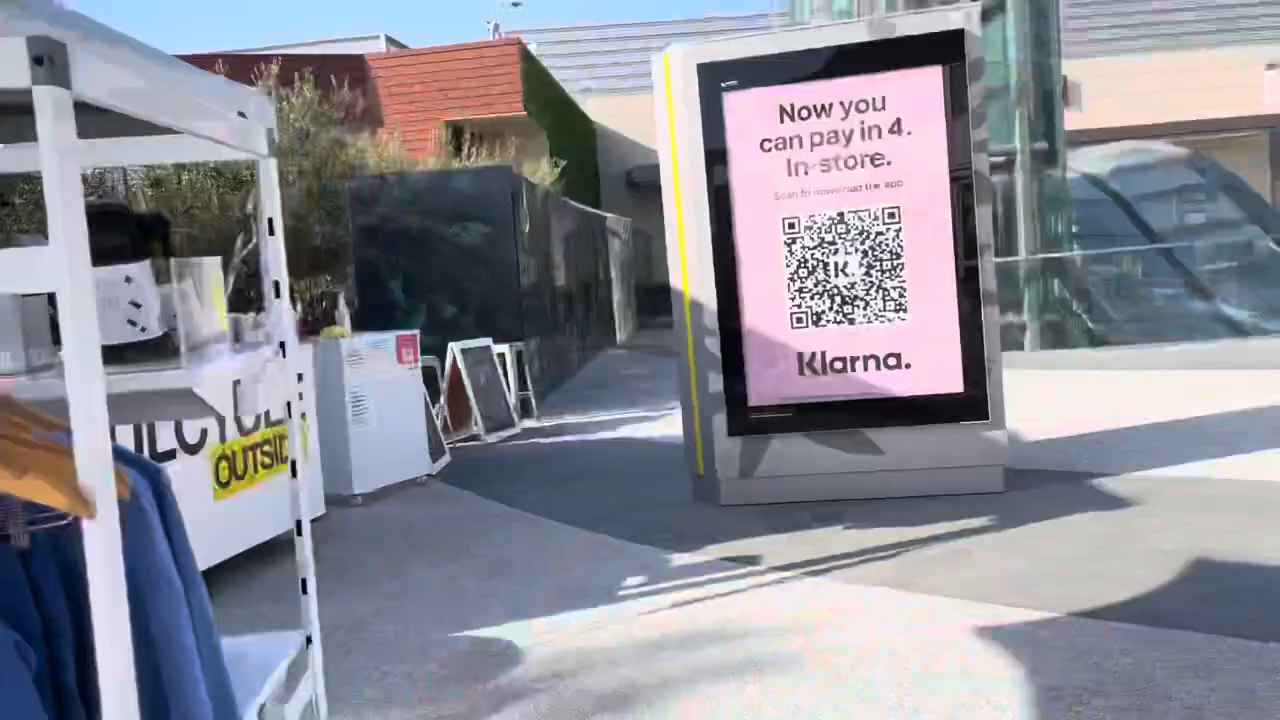 Now you
can pay in 4.
In-store.
Scan to download the app
K.
Klarna.
OUTSIDE